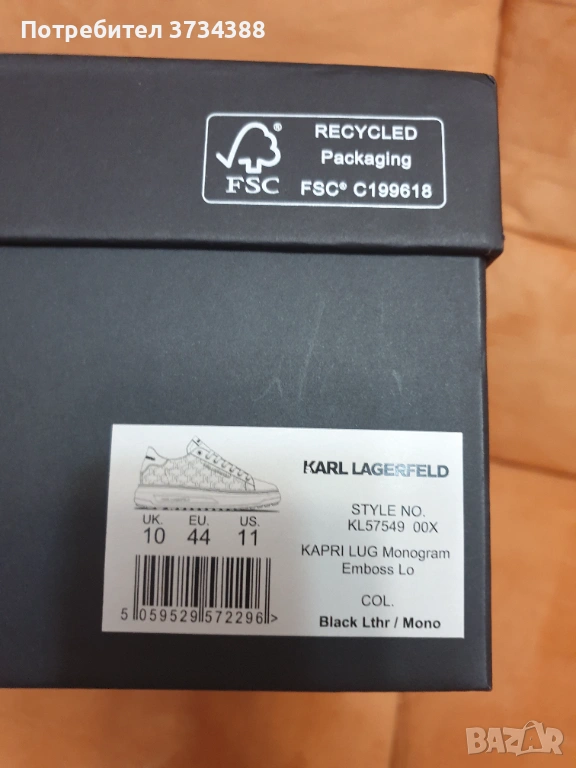 Потребител 3734388
RECYCLED
Packaging
FSC® C199618
FSC
KARL LAGERFELD
STYLE NO.
KL57549 00X
KAPRI LUG Monogram
Emboss Lo
COL.
Black Lthr / Mono
UK. EU. US.
10 44 11
5 059529 572296>
BAZAR